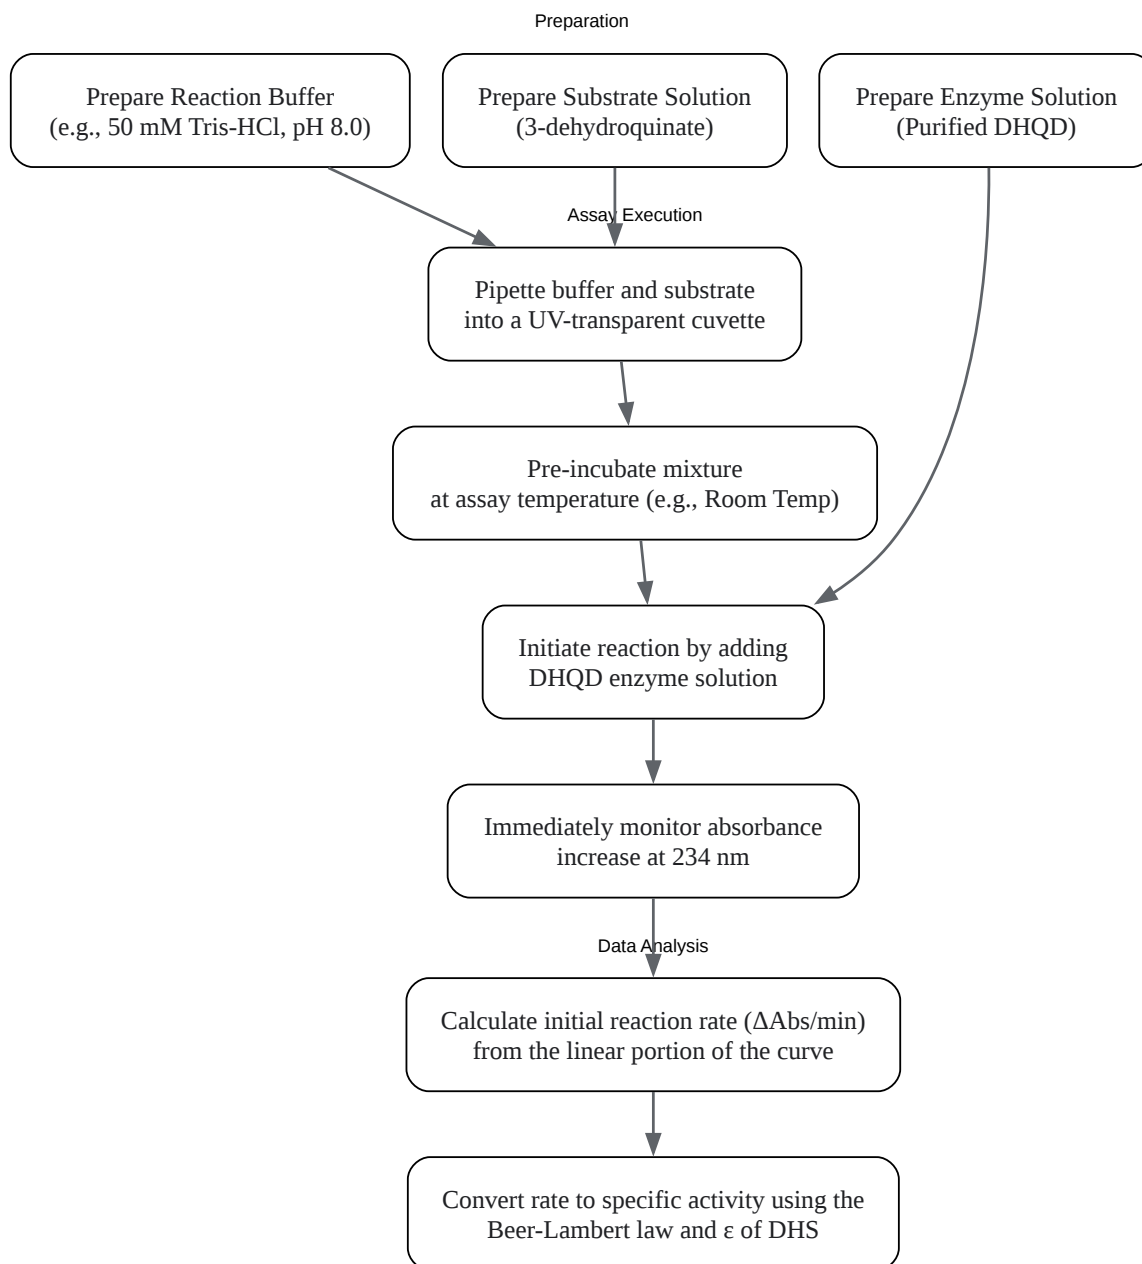 Preparation
Prepare Reaction Buffer
(e.g., 50 mM Tris-HCl, pH 8.0)
Prepare Substrate Solution
(3-dehydroquinate)
Prepare Enzyme Solution
(Purified DHQD)
Assay Execution
Pipette buffer and substrate
into a UV-transparent cuvette
Pre-incubate mixture
at assay temperature (e.g., Room Temp)
Initiate reaction by adding
DHQD enzyme solution
Immediately monitor absorbance
increase at 234 nm
Data Analysis
Calculate initial reaction rate (ΔAbs/min)
from the linear portion of the curve
Convert rate to specific activity using the
Beer-Lambert law and ε of DHS